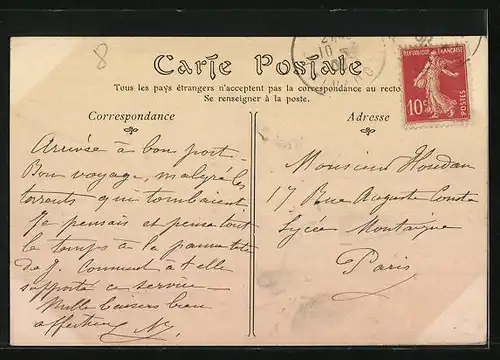 8
Carte Postale
Tous les pays étrangers n'acceptent pas la correspondance au recto.
Se renseigner à la poste.
REPUBLIQUE FRANÇAISE
10c
POSTES
Correspondance
Arrivée à bon port
Bon voyage, malgré les
torrents qui tombaient.
Je pensais et pense tout
le temps à la pauvre tête
de J. Comment a-t-elle
supporté ce service
Mille baisers bien
affectueux
Adresse
Monsieur Houdan
17 Rue Auguste Comte
Lycée Montaigne
Paris